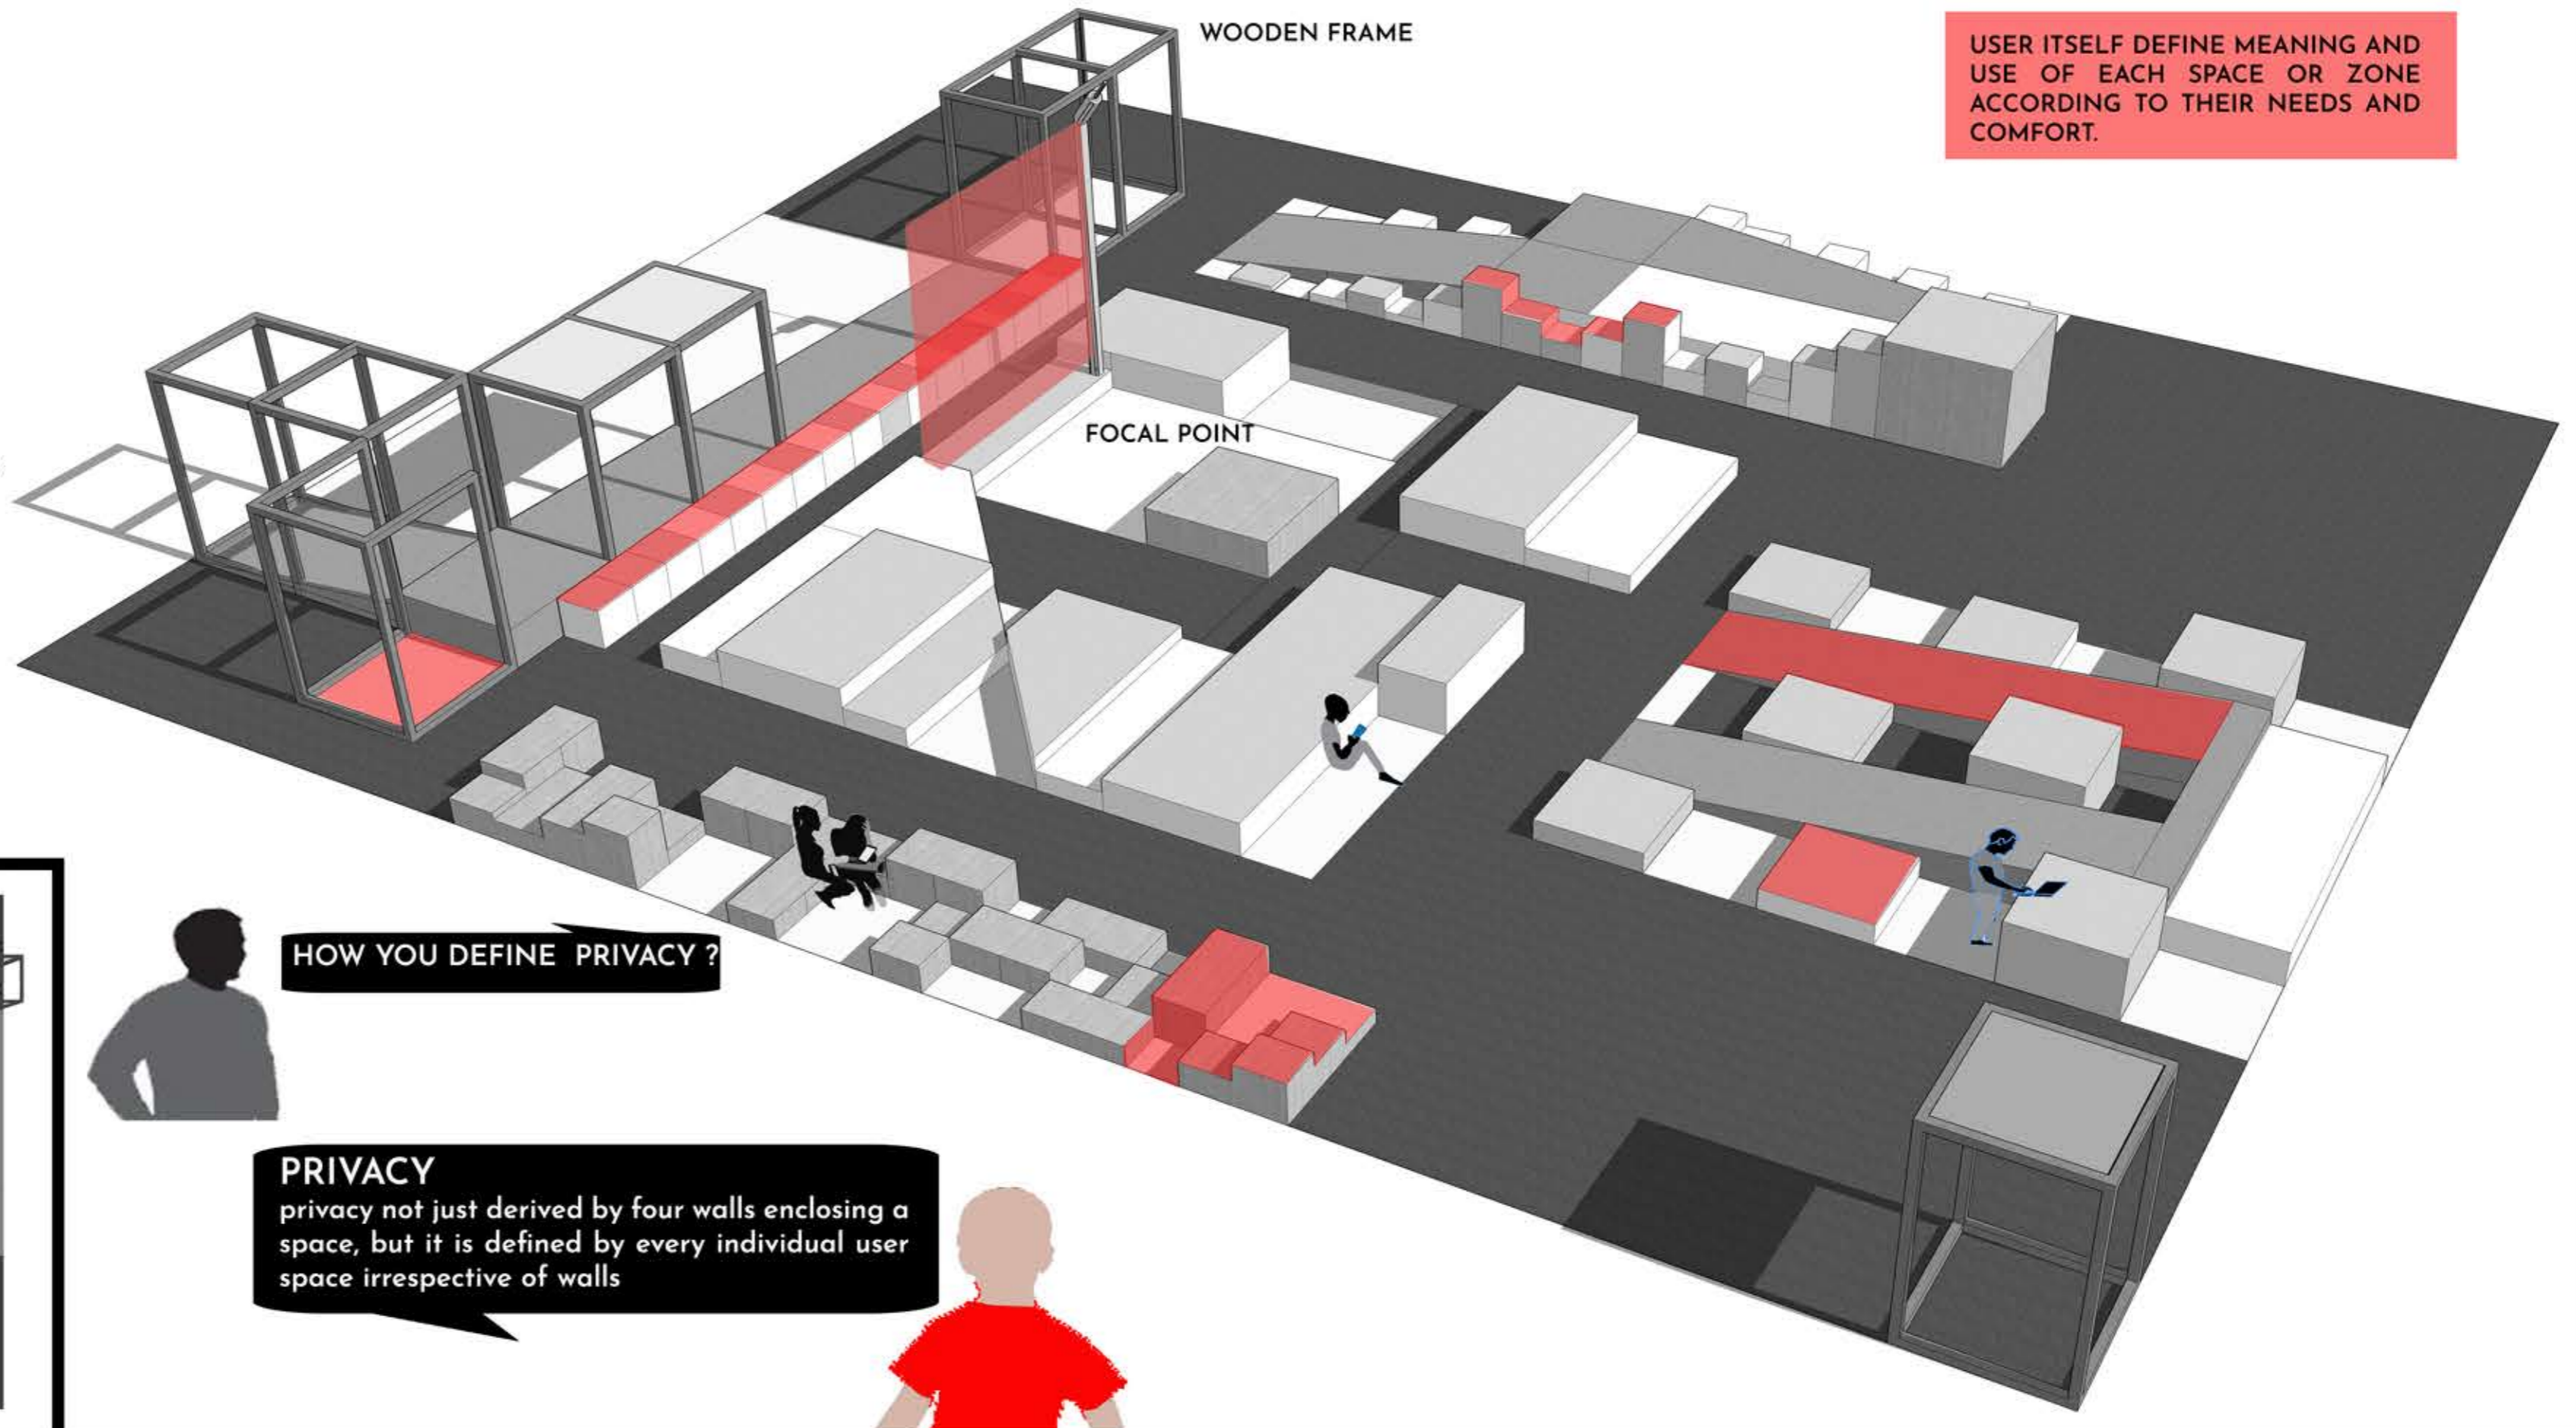 WOODEN FRAME
USER ITSELF DEFINE MEANING AND
USE OF EACH SPACE OR ZONE
ACCORDING TO THEIR NEEDS AND
COMFORT.
FOCAL POINT
HOW YOU DEFINE PRIVACY ?
PRIVACY
privacy not just derived by four walls enclosing a
space, but it is defined by every individual user
space irrespective of walls